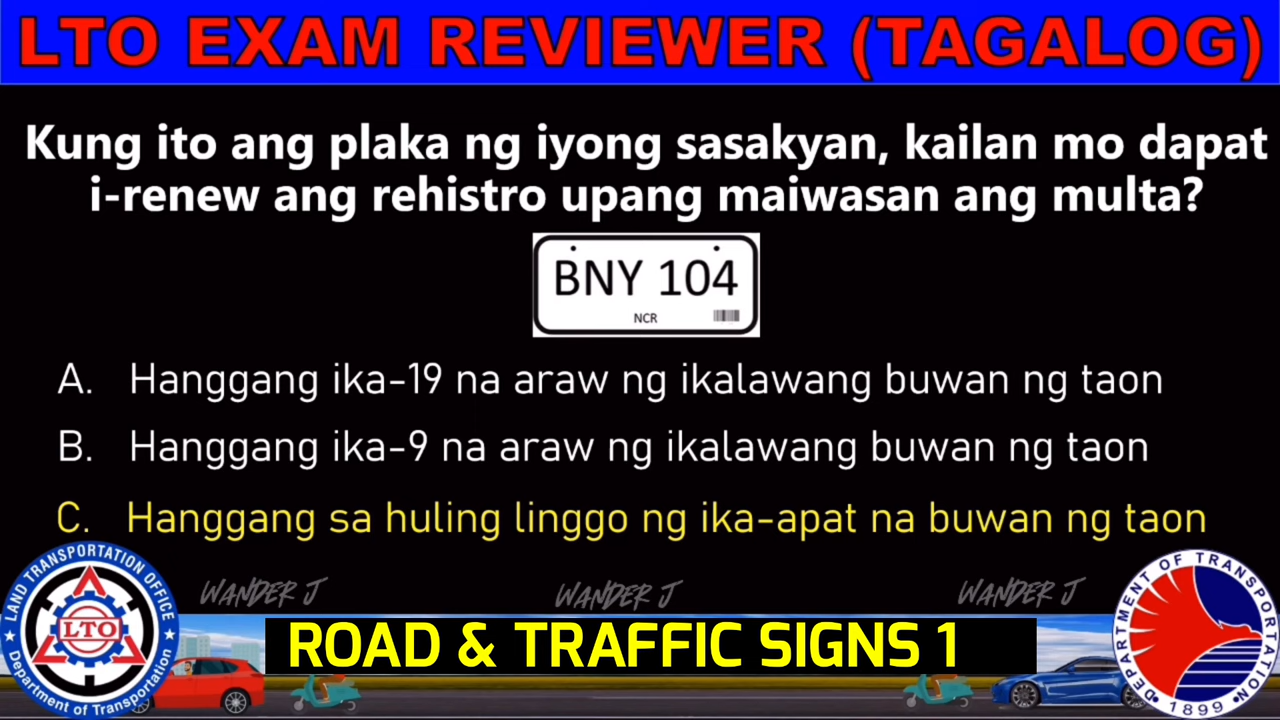 LTO EXAM REVIEWER (TAGALOG)
Kung ito ang plaka ng iyong sasakyan, kailan mo dapat
i-renew ang rehistro upang maiwasan ang multa?
BNY 104
NCR
A. Hanggang ika-19 na araw ng ikalawang buwan ng taon
B. Hanggang ika-9 na araw ng ikalawang buwan ng taon
C. Hanggang sa huling linggo ng ika-apat na buwan ng taon
WANDER J WANDER J WANDER J
LAND TRANSPORTATION OFFICE
LTO
Department of Transportation
ROAD & TRAFFIC SIGNS 1
DEPARTMENT OF TRANSPORTATION
1899